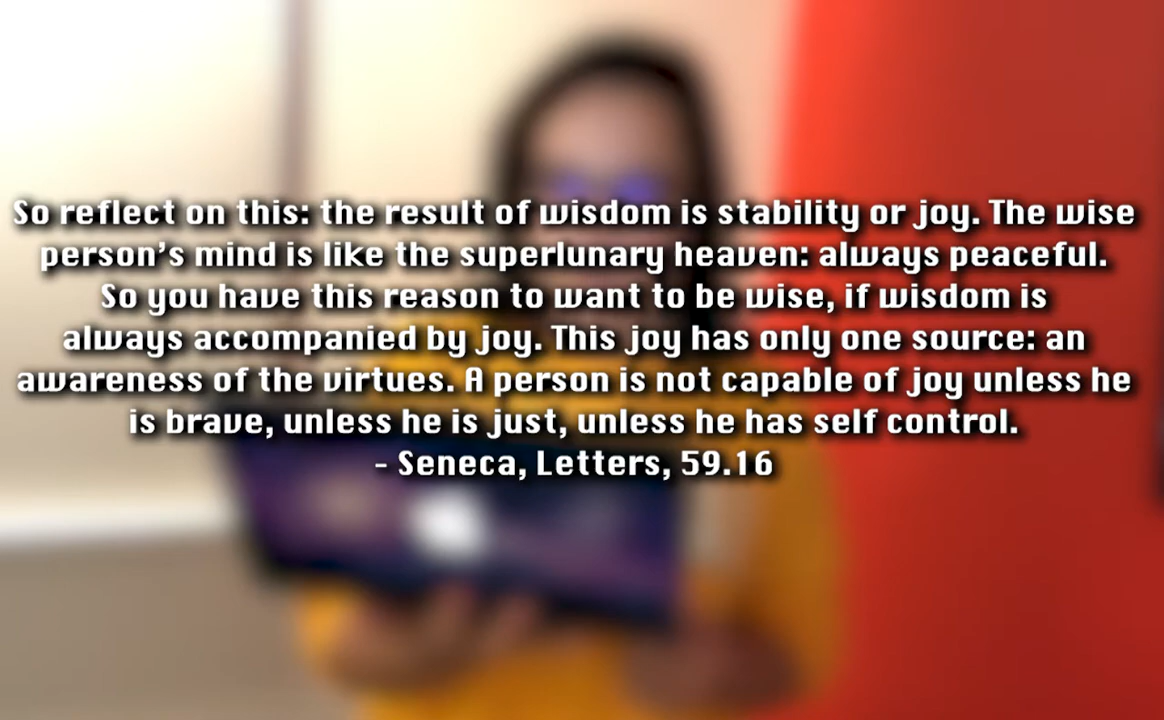 So reflect on this: the result of wisdom is stability or joy. The wise
person’s mind is like the superlunary heaven: always peaceful.
So you have this reason to want to be wise, if wisdom is
always accompanied by joy. This joy has only one source: an
awareness of the virtues. A person is not capable of joy unless he
is brave, unless he is just, unless he has self control.
- Seneca, Letters, 59.16